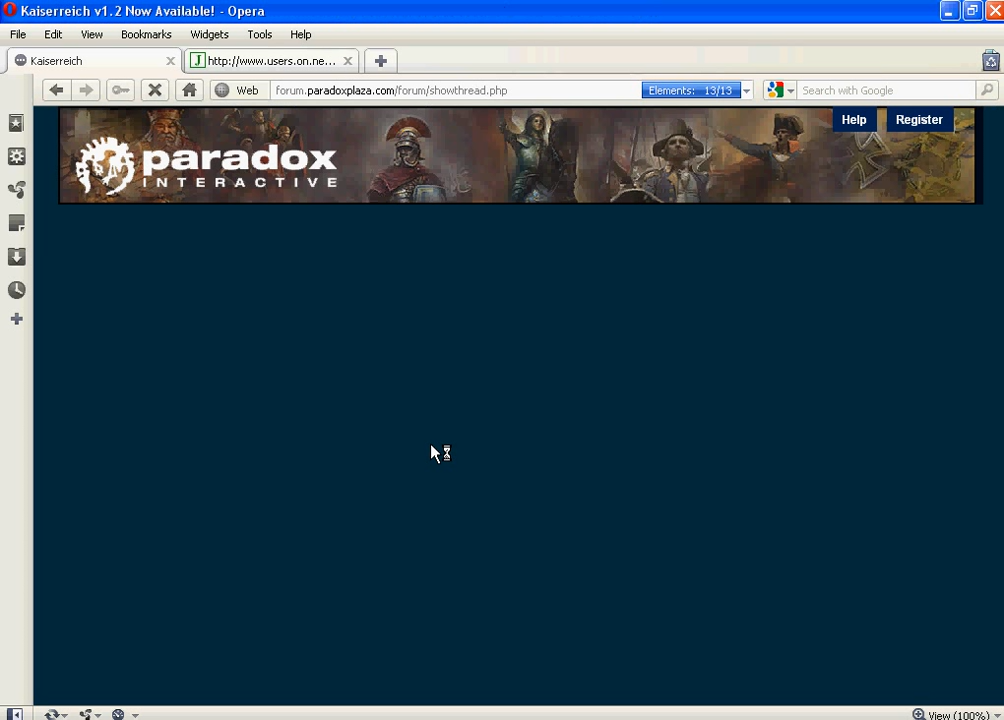 Kaiserreich v1.2 Now Available! - Opera
File Edit View Bookmarks Widgets Tools Help
Kaiserreich http://www.users.on.ne...
Web forum.paradoxplaza.com/forum/showthread.php Elements: 13/13 Search with Google
Help Register
paradox
INTERACTIVE
View (100%)